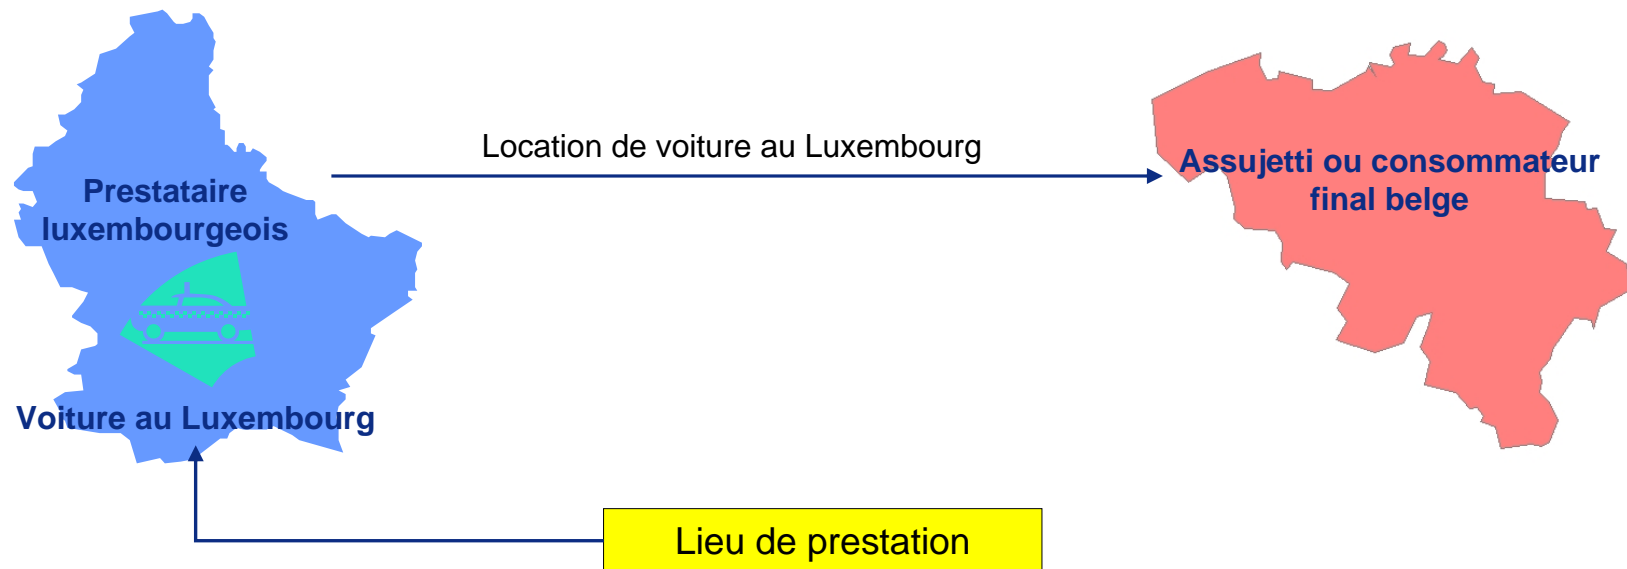 Location de voiture au Luxembourg
Prestataire
luxembourgeois
Assujetti ou consommateur
final belge
Voiture au Luxembourg
Lieu de prestation